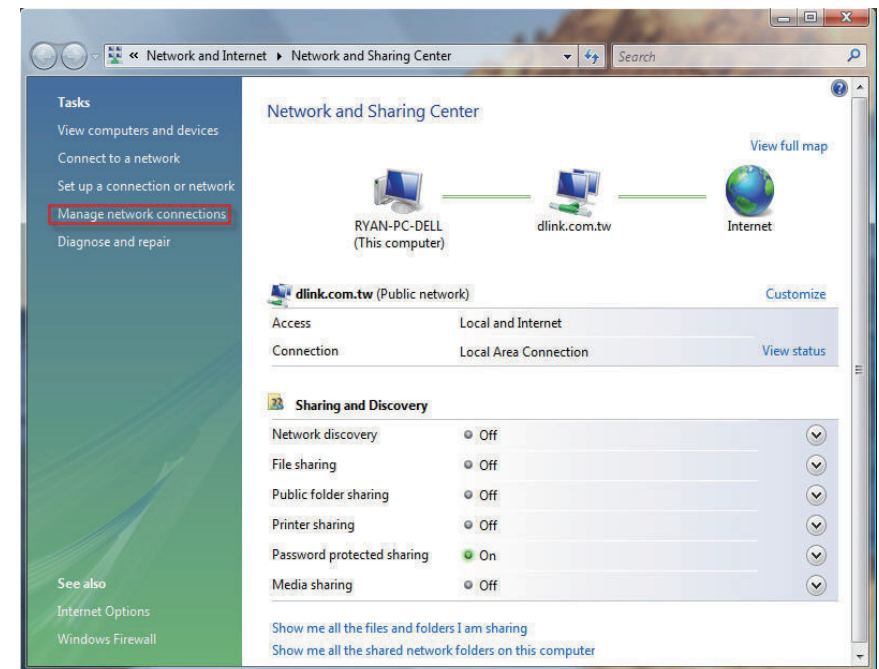 « Network and Internet ▸ Network and Sharing Center
Search
Tasks
View computers and devices
Connect to a network
Set up a connection or network
Manage network connections
Diagnose and repair
See also
Internet Options
Windows Firewall
Network and Sharing Center
View full map
RYAN-PC-DELL
(This computer)
dlink.com.tw
Internet
dlink.com.tw (Public network)
Customize
Access Local and Internet
Connection Local Area Connection View status
Sharing and Discovery
Network discovery Off
File sharing Off
Public folder sharing Off
Printer sharing Off
Password protected sharing On
Media sharing Off
Show me all the files and folders I am sharing
Show me all the shared network folders on this computer